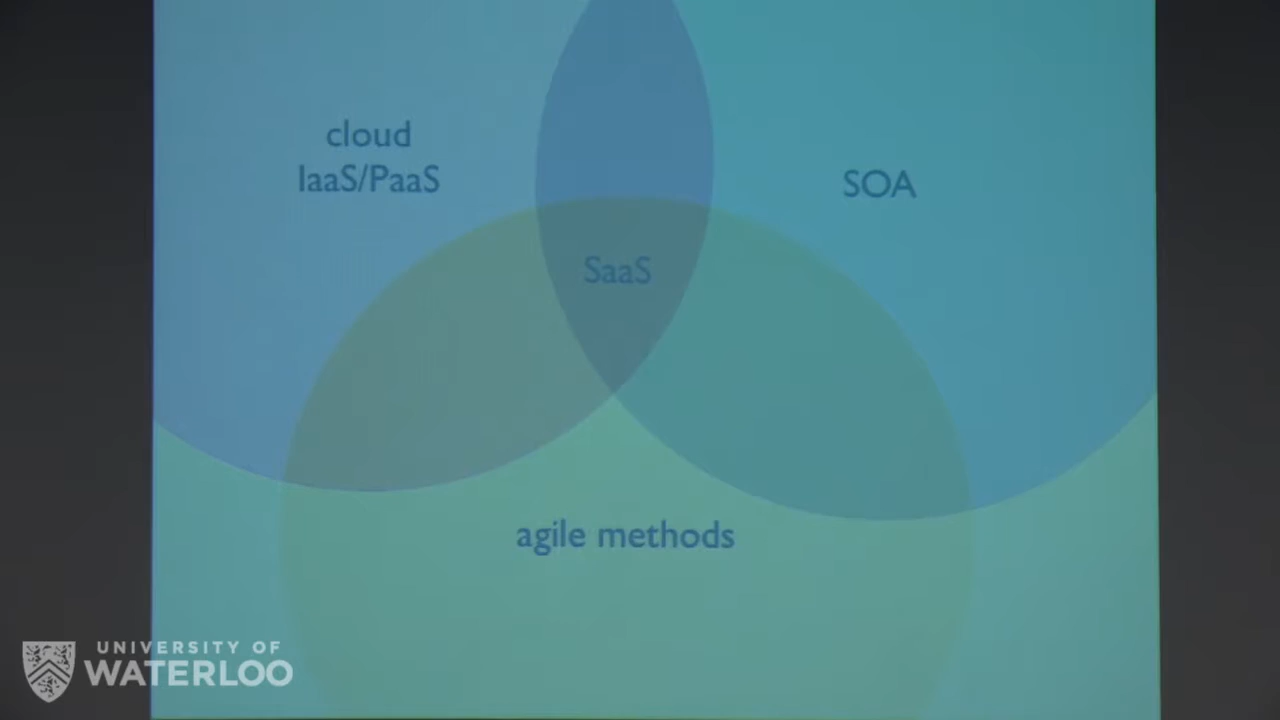 cloud
IaaS/PaaS
SOA
SaaS
agile methods
UNIVERSITY OF
WATERLOO